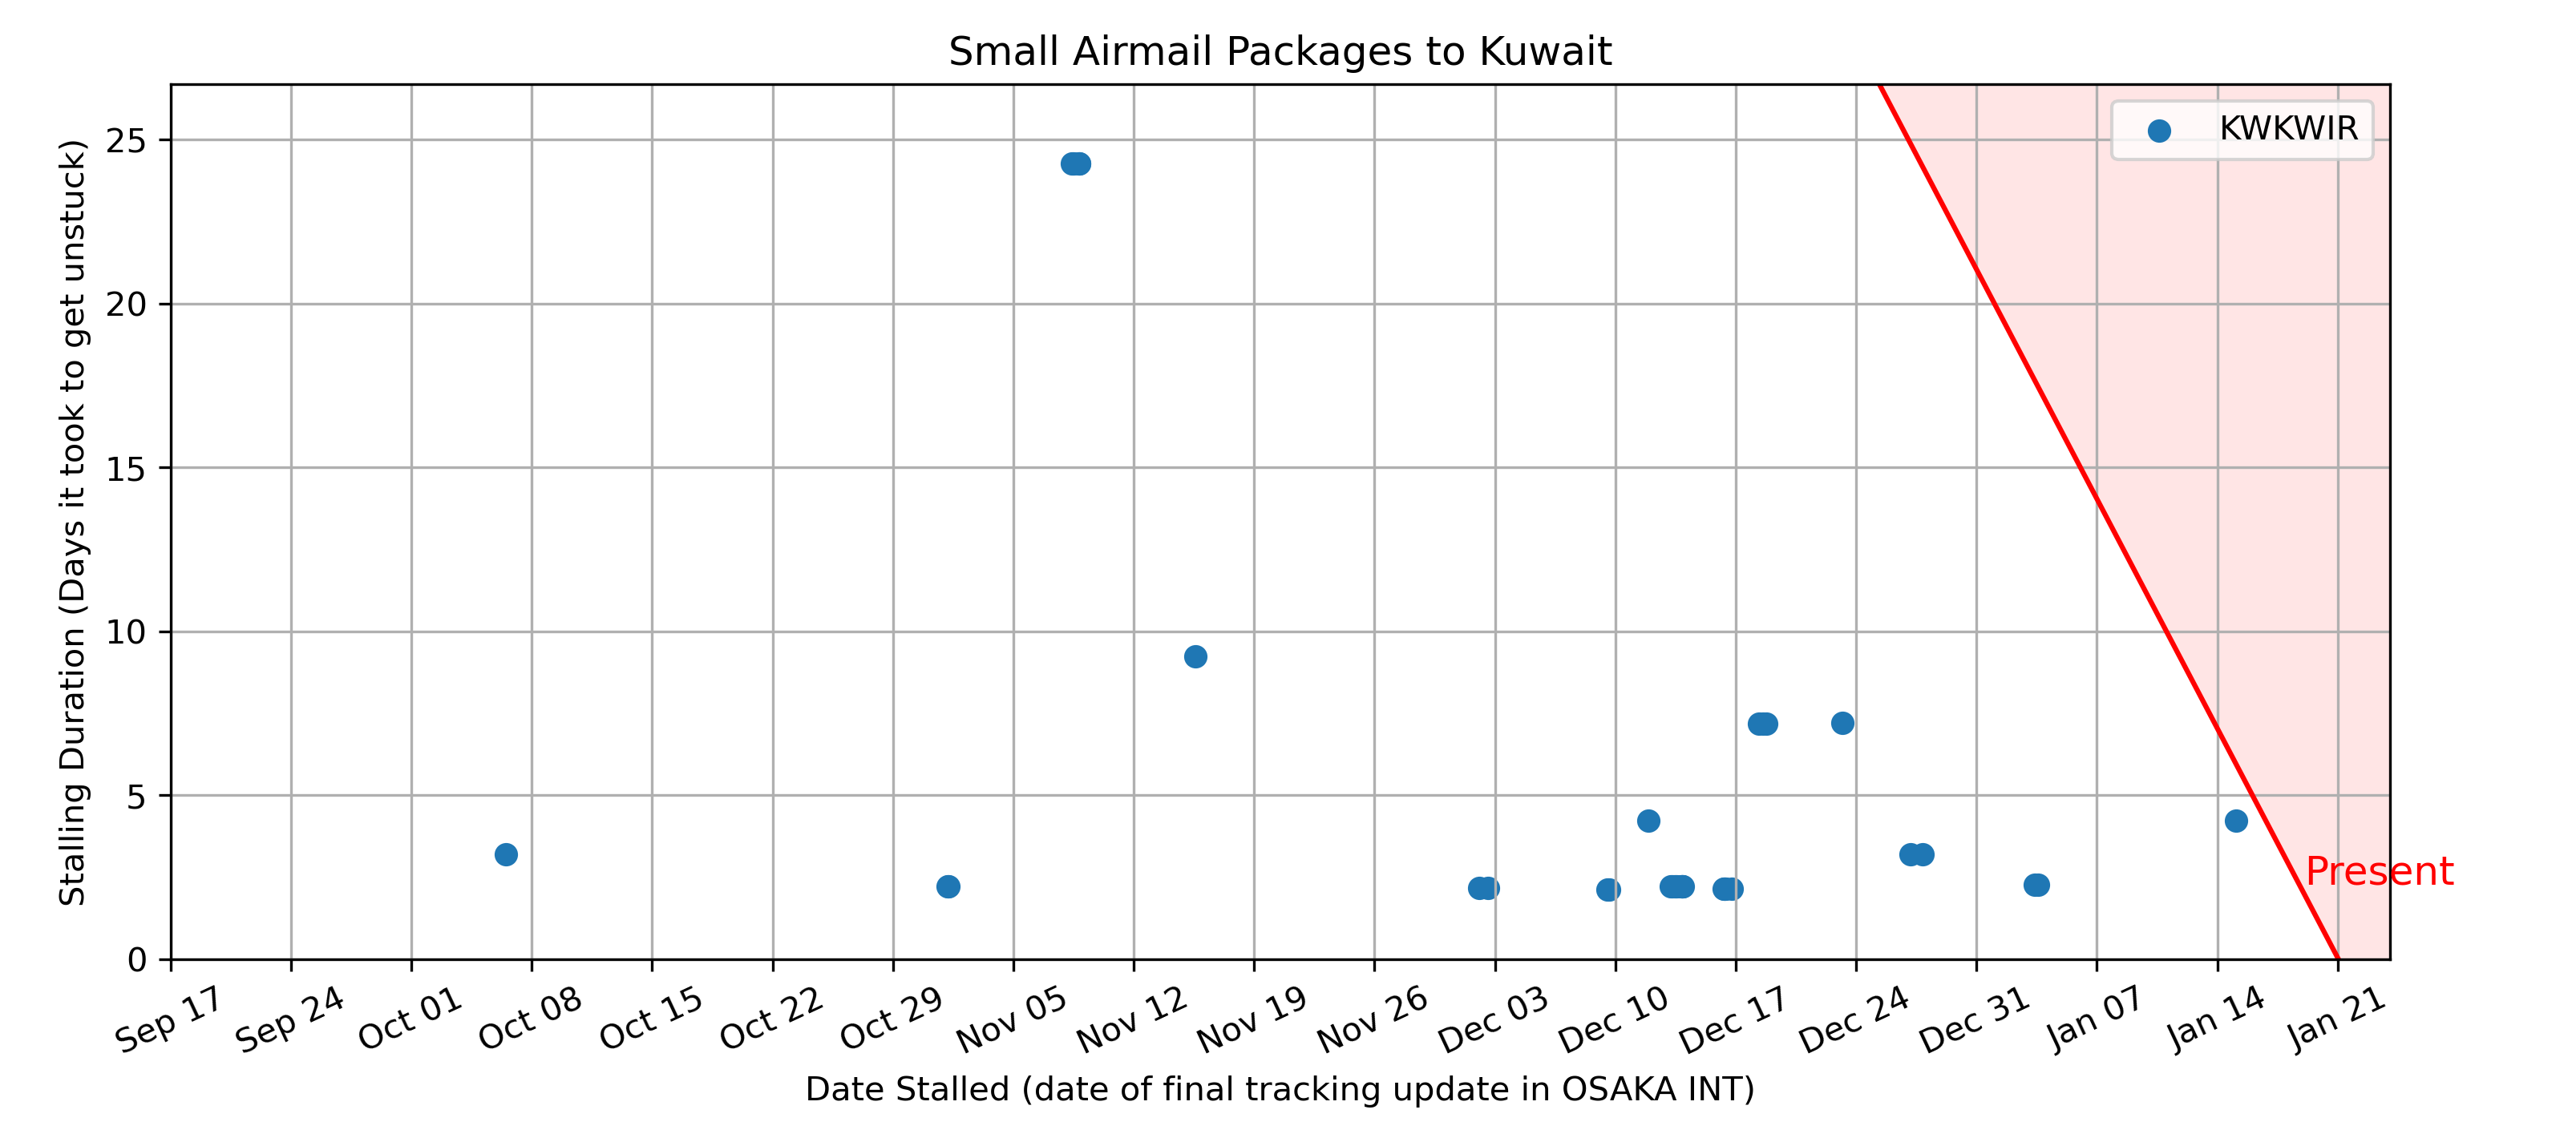 Small Airmail Packages to Kuwait
KWKWIR
Stalling Duration (Days it took to get unstuck)
25
20
15
10
5
0
Present
Sep 17 Sep 24 Oct 01 Oct 08 Oct 15 Oct 22 Oct 29 Nov 05 Nov 12 Nov 19 Nov 26 Dec 03 Dec 10 Dec 17 Dec 24 Dec 31 Jan 07 Jan 14 Jan 21
Date Stalled (date of final tracking update in OSAKA INT)